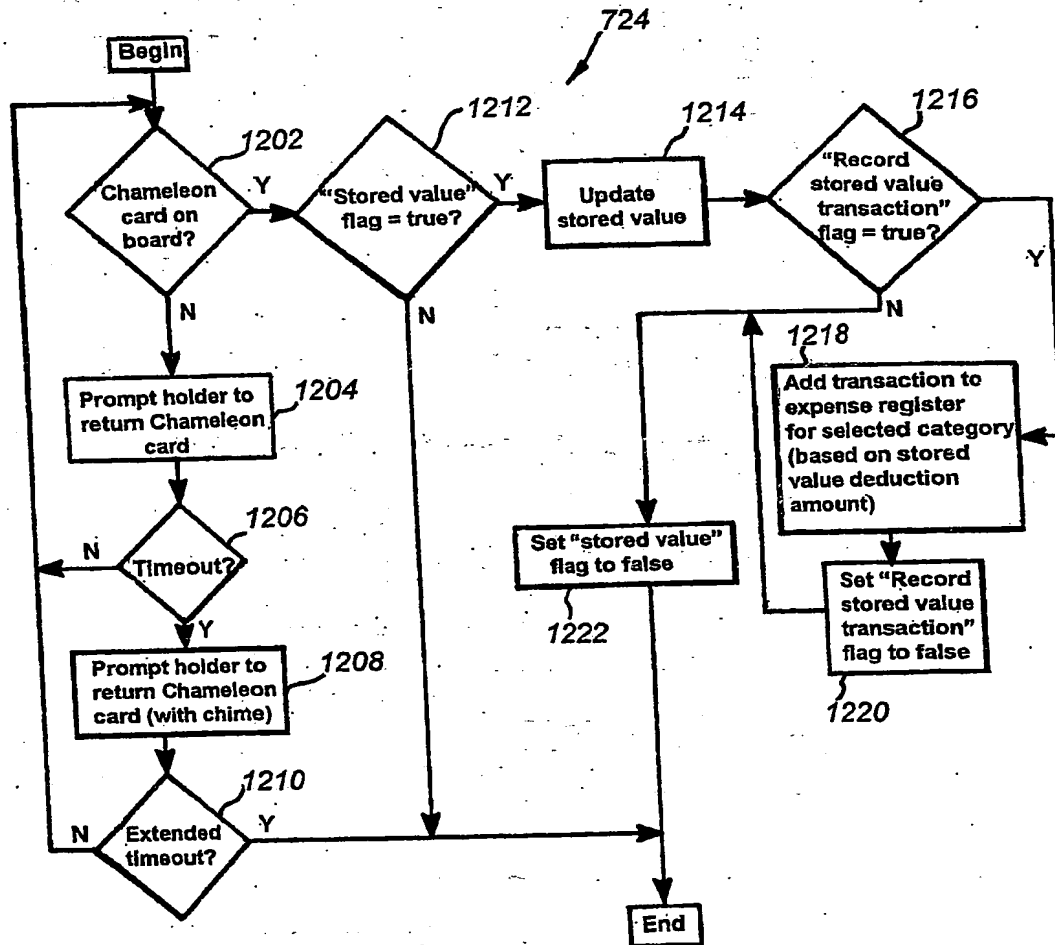 724
Begin
1202
Chameleon
card on
board?
Y
N
1212
"“Stored value"
flag = true?
Y
N
1214
Update
stored value
1216
"Record
stored value
transaction"
flag = true?
Y
N
1204
Prompt holder to
return Chameleon
card
1206
Timeout?
N
Y
1208
Prompt holder to
return Chameleon
card (with chime)
1210
Extended
timeout?
N
Y
1218
Add transaction to
expense register
for selected category
(based on stored
value deduction
amount)
Set "Record
stored value
transaction"
flag to false
1220
Set "stored value"
flag to false
1222
End